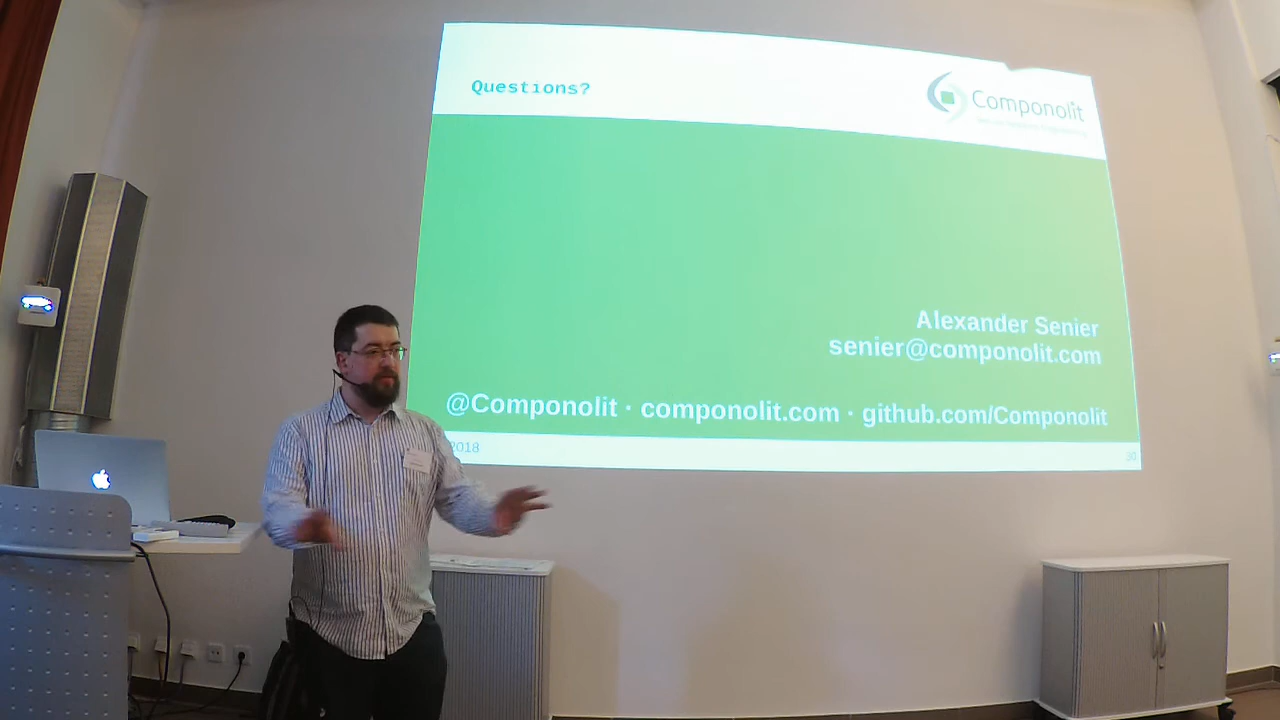 Questions?
Componolit
Alexander Senier
senier@componolit.com
@Componolit · componolit.com · github.com/Componolit
2018